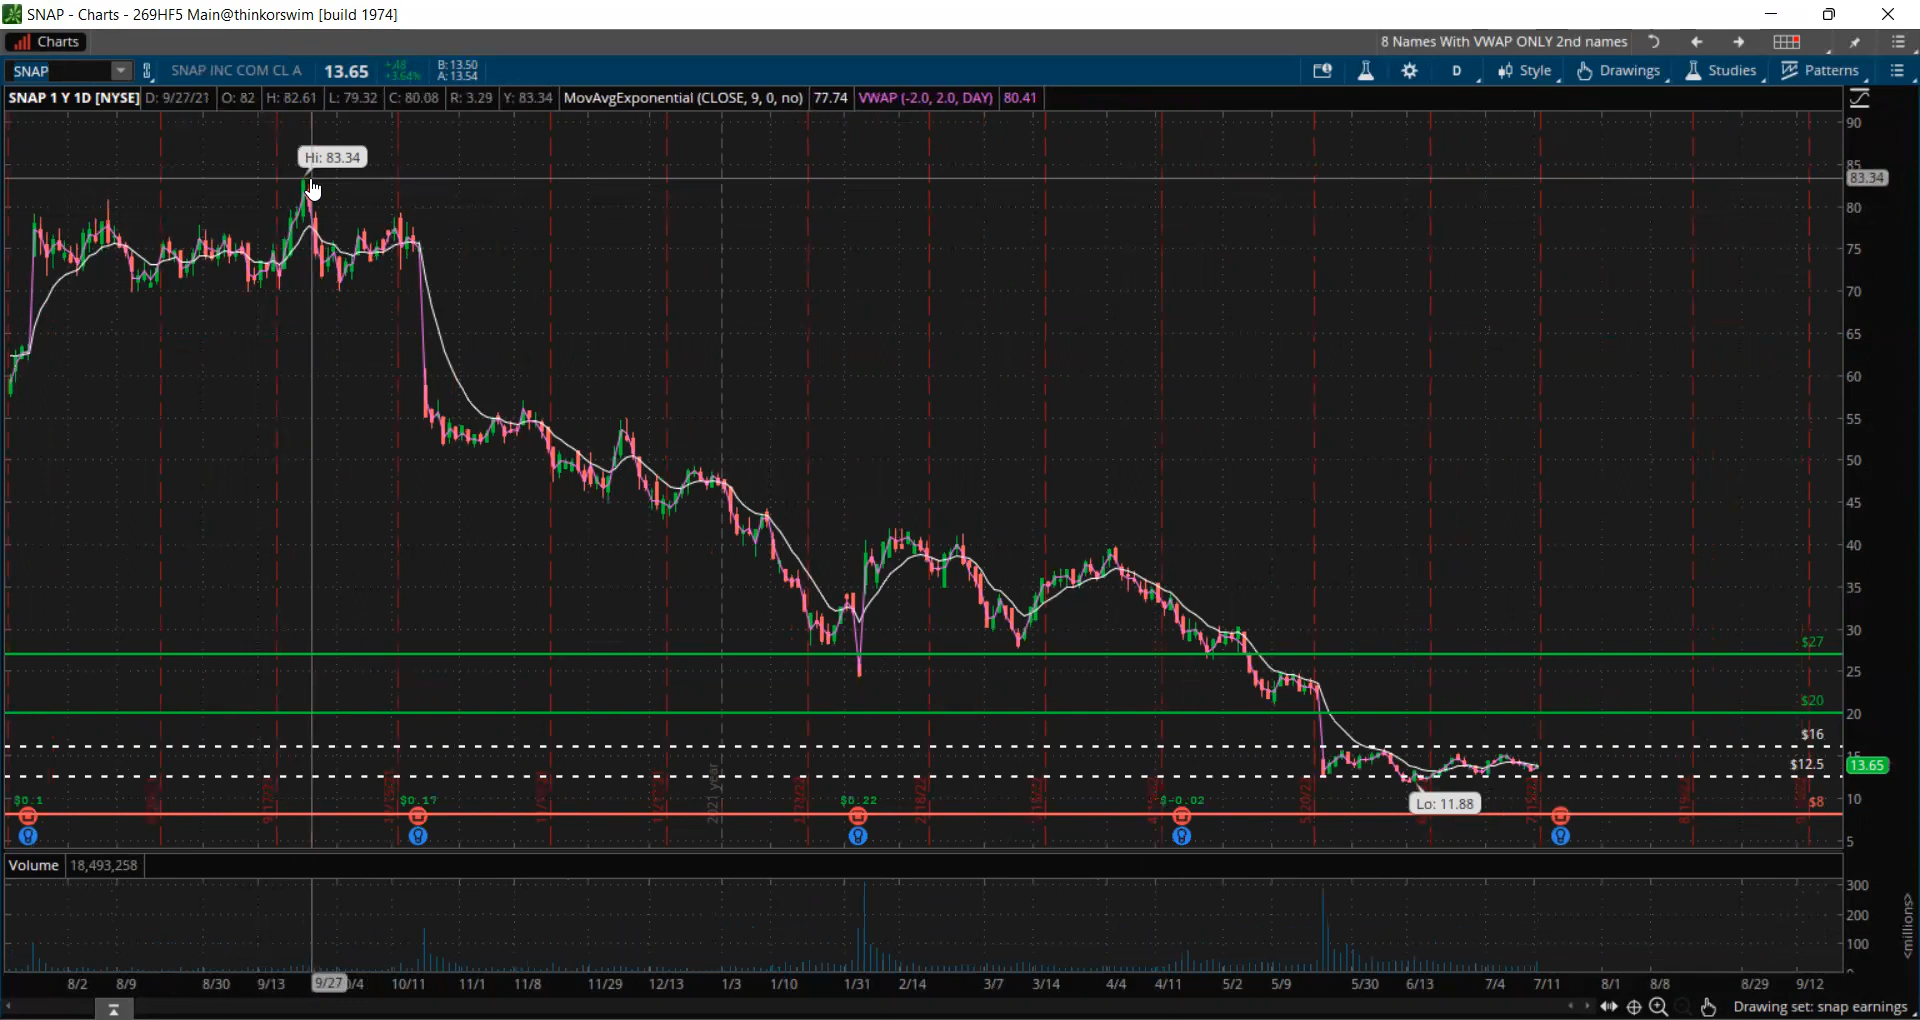 SNAP - Charts - 269HF5 Main@thinkorswim [build 1974]
Charts
8 Names With VWAP ONLY 2nd names
SNAP
SNAP INC COM CL A
13.65
+.48
+3.64%
B: 13.50
A: 13.54
D
Style
Drawings
Studies
Patterns
SNAP 1 Y 1D [NYSE] D: 9/27/21 O: 82 H: 82.61 L: 79.32 C: 80.08 R: 3.29 Y: 83.34 MovAvgExponential (CLOSE, 9, 0, no) 77.74 VWAP (-2.0, 2.0, DAY) 80.41
90
Hi: 83.34
85
83.34
80
75
70
65
60
55
50
45
40
35
30
$27
25
$20
20
$16
15
$12.5
13.65
2021 year
$0.1
$0.17
$0.22
$-0.02
Lo: 11.88
10
$8
5
Volume 18,493,258
300
200
100
<millions>
8/2 8/9 8/30 9/13 9/27 /4 10/11 11/1 11/8 11/29 12/13 1/3 1/10 1/31 2/14 3/7 3/14 4/4 4/11 5/2 5/9 5/30 6/13 7/4 7/11 8/1 8/8 8/29 9/12
Drawing set: snap earnings